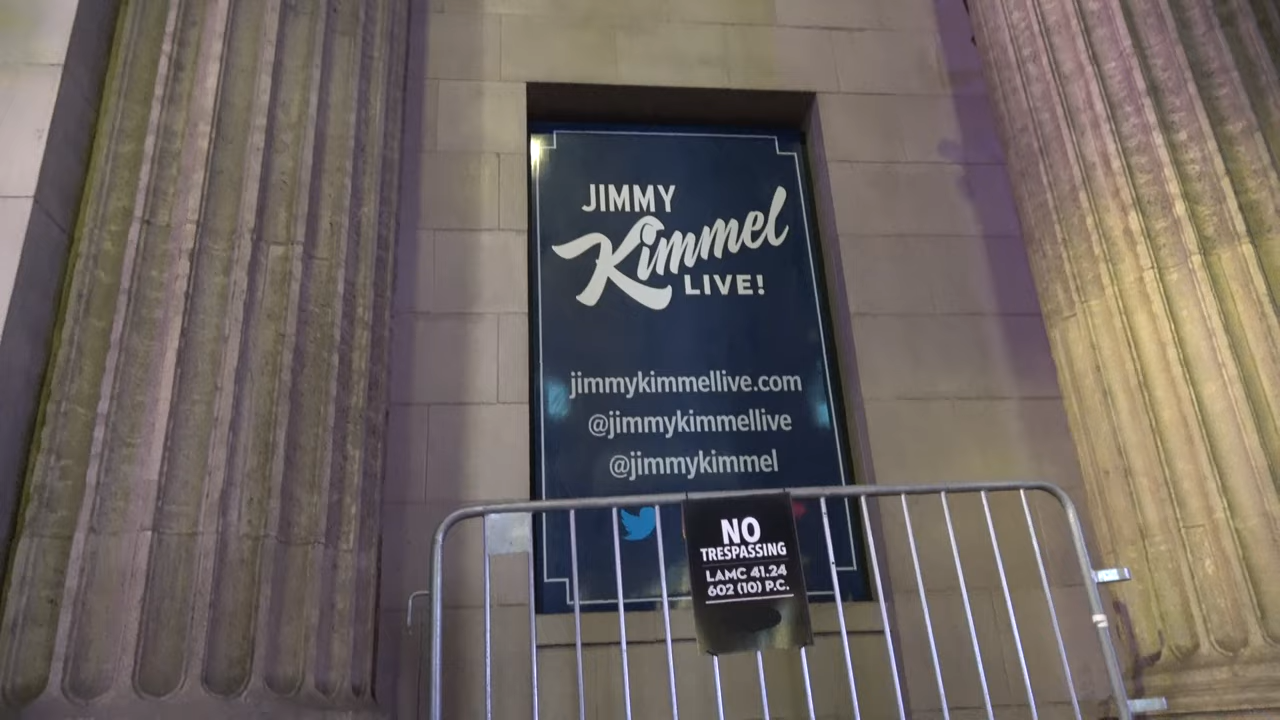 JIMMY
Kimmel
LIVE!
jimmykimmellive.com
@jimmykimmellive
@jimmykimmel
NO
TRESPASSING
LAMC 41.24
602 (10) P.C.